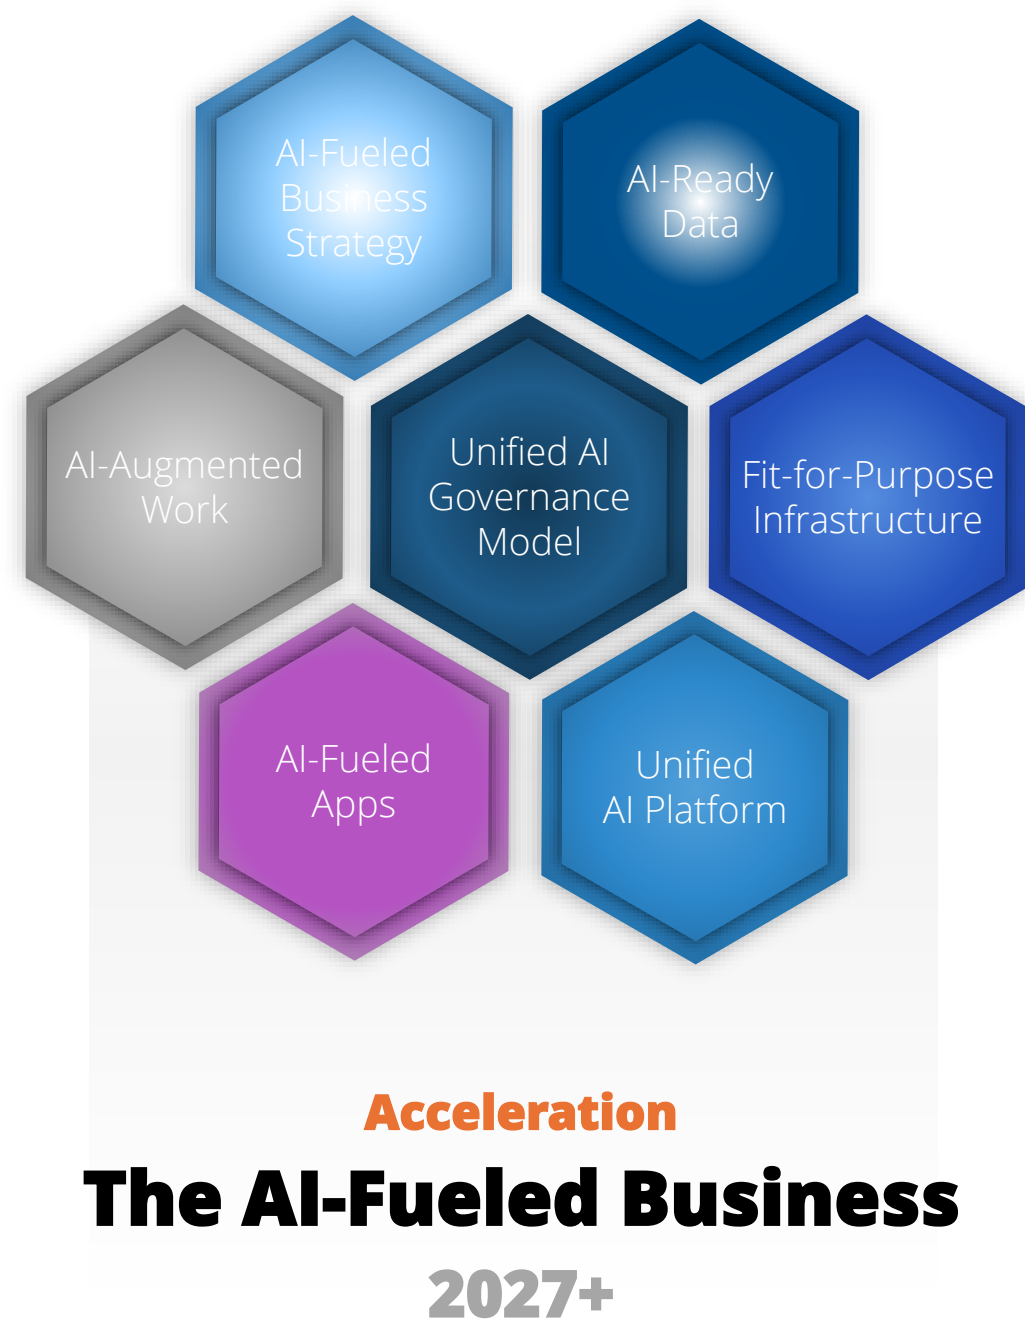 AI-Fueled
Business
Strategy
AI-Ready
Data
AI-Augmented
Work
Unified AI
Governance
Model
Fit-for-Purpose
Infrastructure
AI-Fueled
Apps
Unified
AI Platform
Acceleration
The AI-Fueled Business
2027+